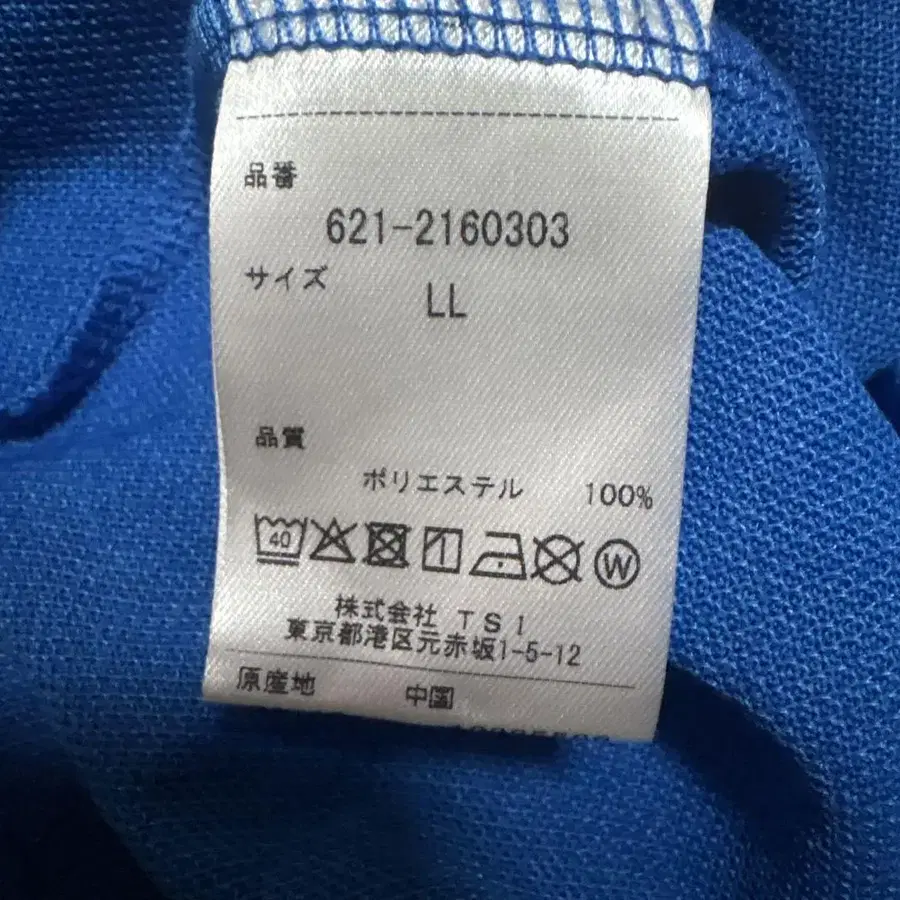 品番
621-2160303
サイズ
LL
品質
ポリエステル 100%
40
W
株式会社 TSI
東京都港区元赤坂1-5-12
原産地 中国